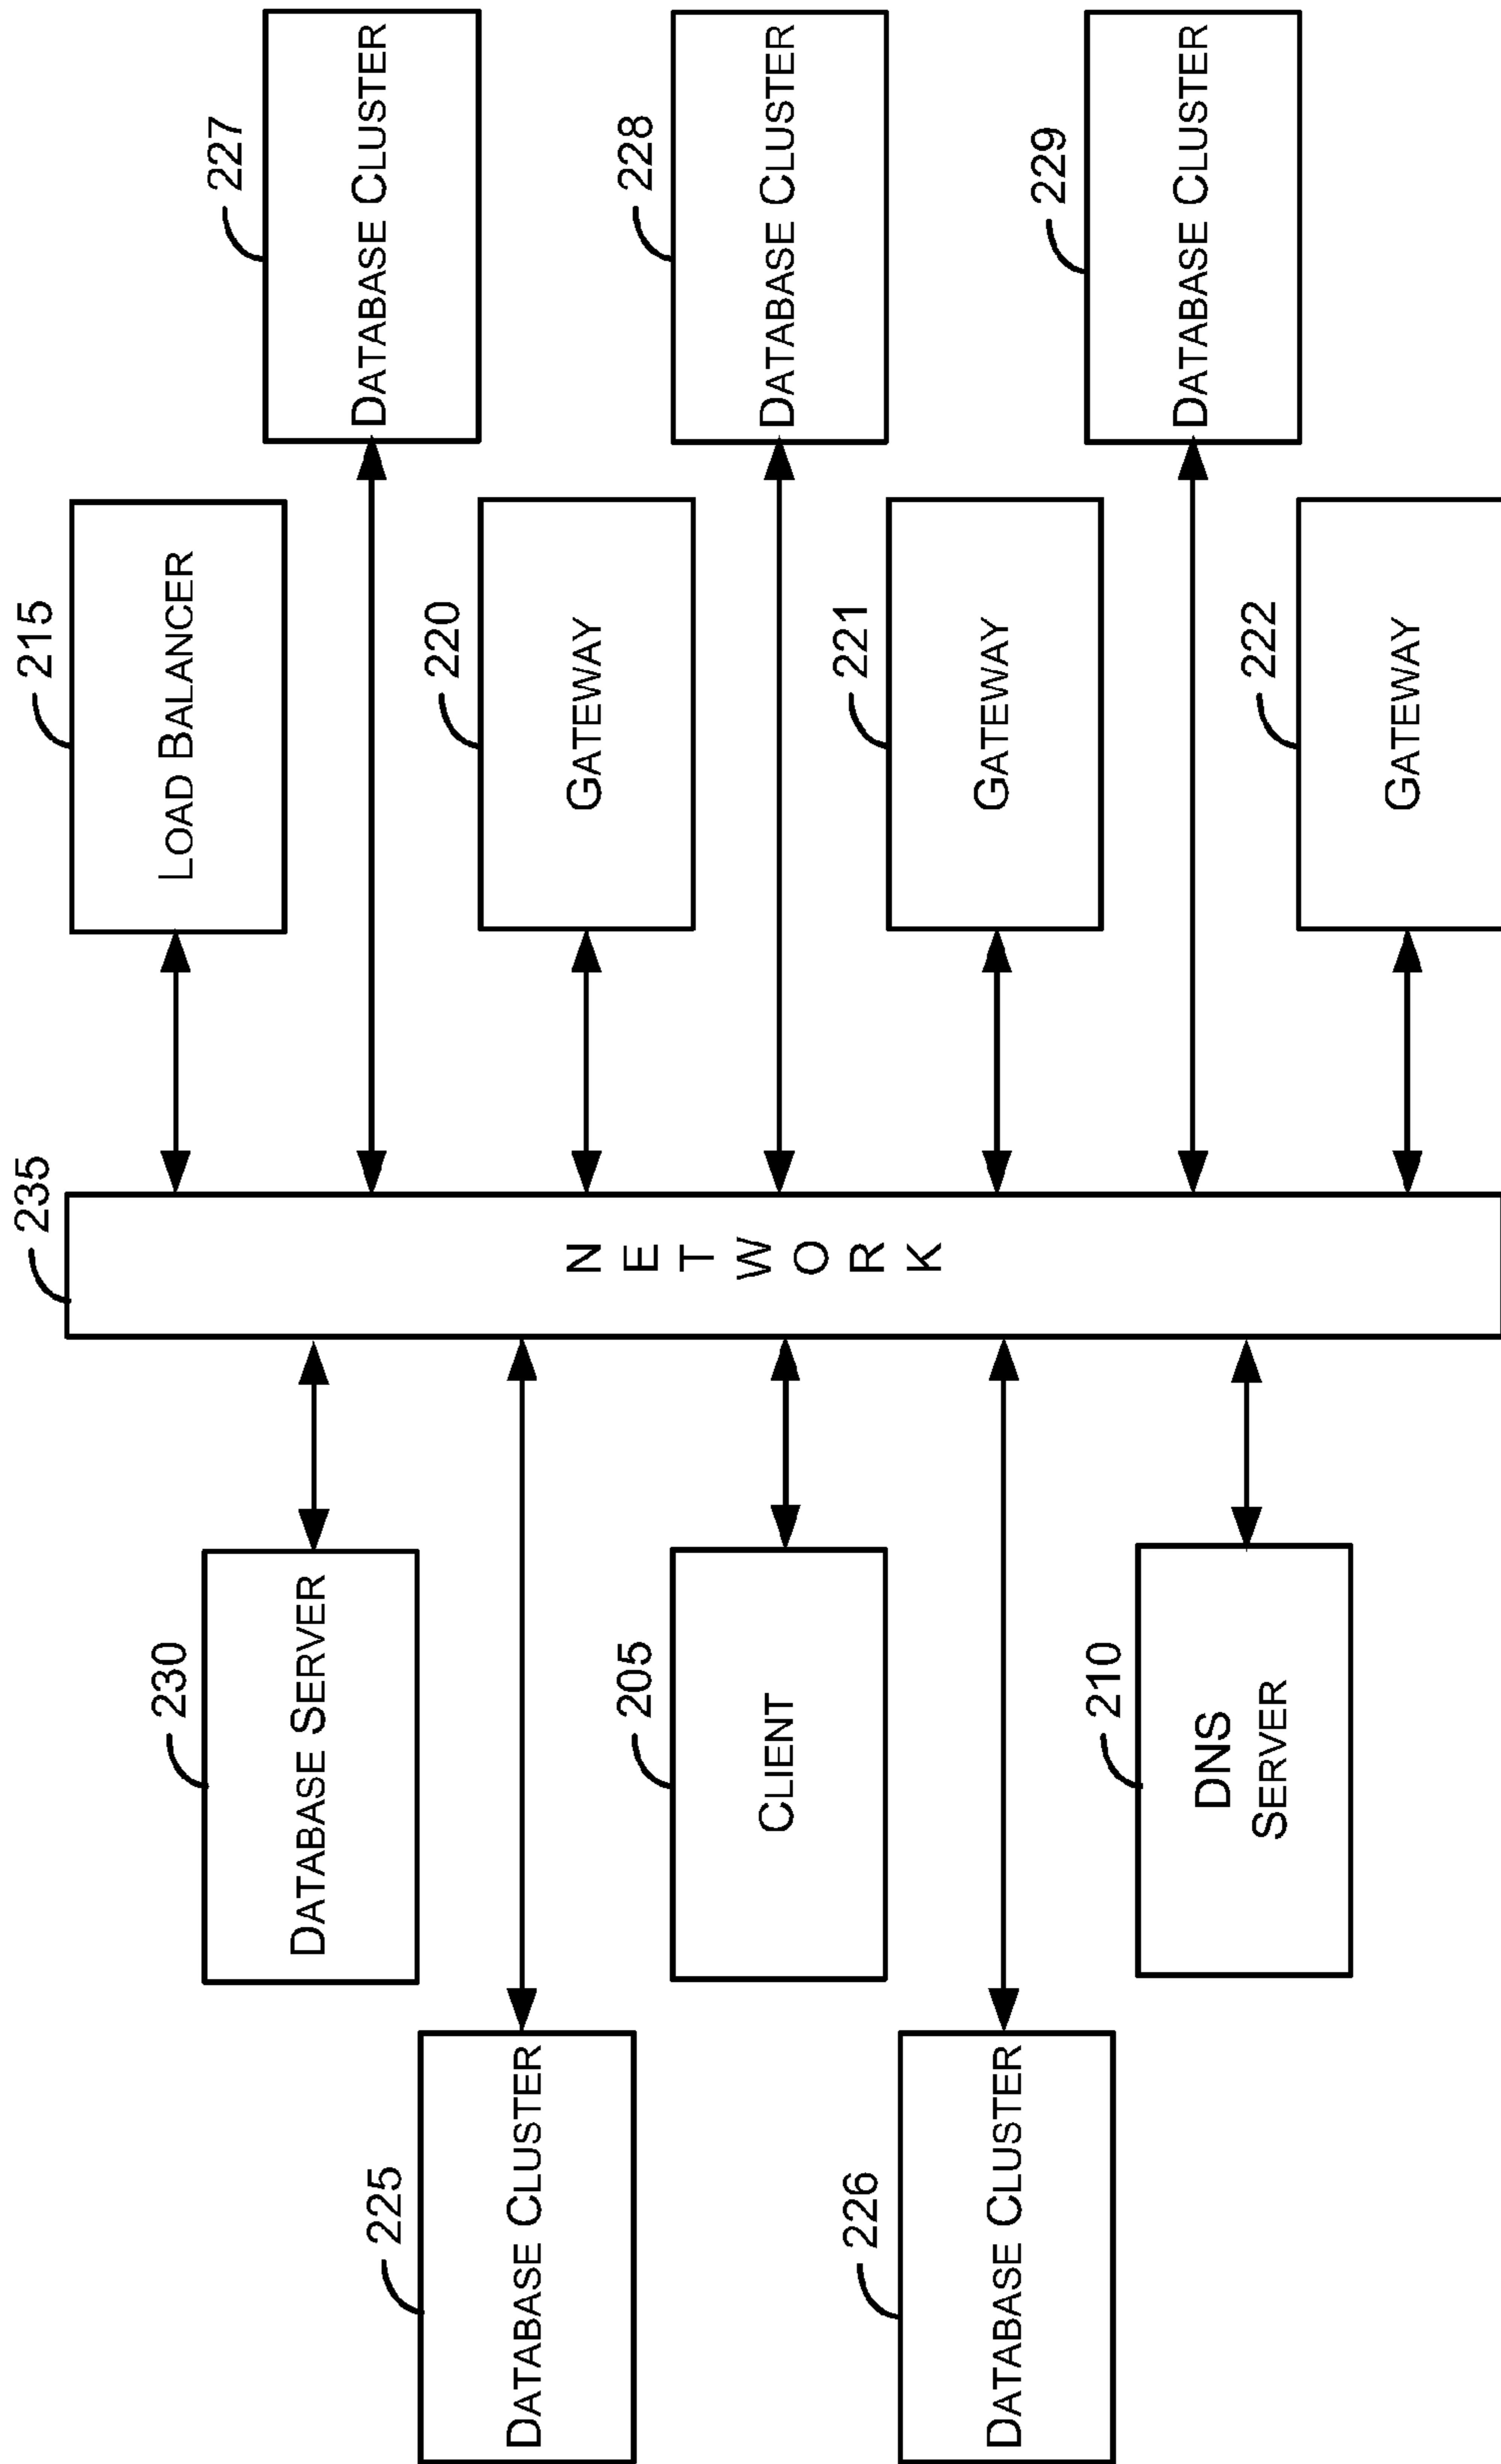 235
215
LOAD BALANCER
230
227
DATABASE SERVER
DATABASE CLUSTER
225
220
DATABASE CLUSTER
GATEWAY
N E T W O R K
205
228
CLIENT
DATABASE CLUSTER
226
221
DATABASE CLUSTER
GATEWAY
210
229
DNS
SERVER
DATABASE CLUSTER
222
GATEWAY